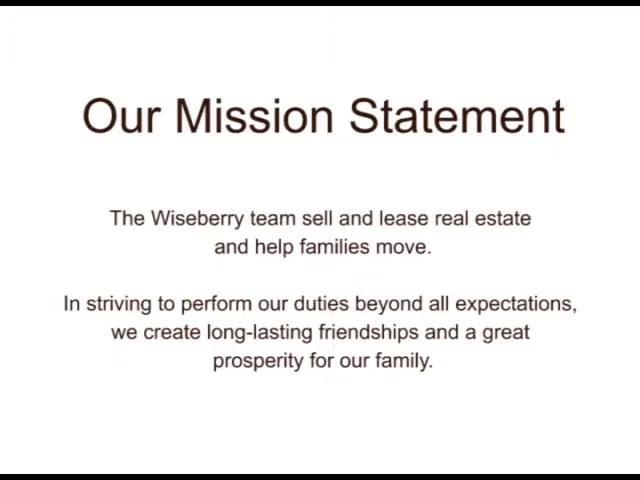 Our Mission Statement
The Wiseberry team sell and lease real estate
and help families move.
In striving to perform our duties beyond all expectations,
we create long-lasting friendships and a great
prosperity for our family.